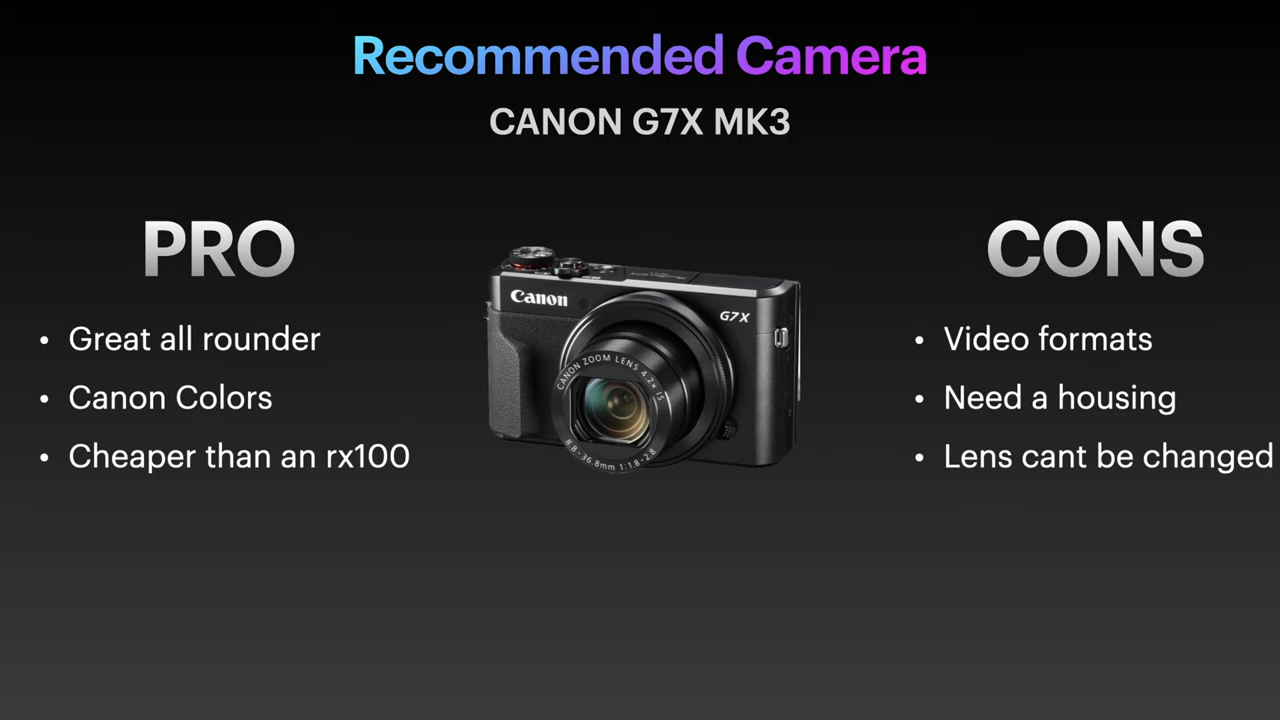 Recommended Camera
CANON G7X MK3
PRO
• Great all rounder
• Canon Colors
• Cheaper than an rx100
Canon
G7X
CANON ZOOM LENS 4.2x IS
8.8-36.8mm 1:1.8-2.8
CONS
• Video formats
• Need a housing
• Lens cant be changed